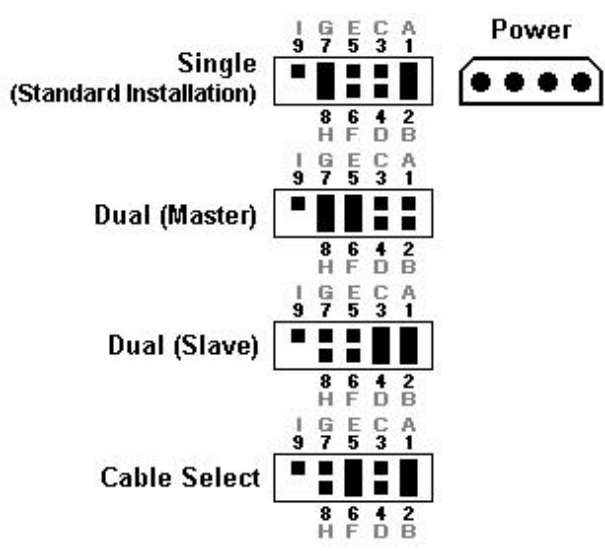 Power
I G E C A
9 7 5 3 1
Single
(Standard Installation)
8 6 4 2
H F D B
I G E C A
9 7 5 3 1
Dual (Master)
8 6 4 2
H F D B
I G E C A
9 7 5 3 1
Dual (Slave)
8 6 4 2
H F D B
I G E C A
9 7 5 3 1
Cable Select
8 6 4 2
H F D B